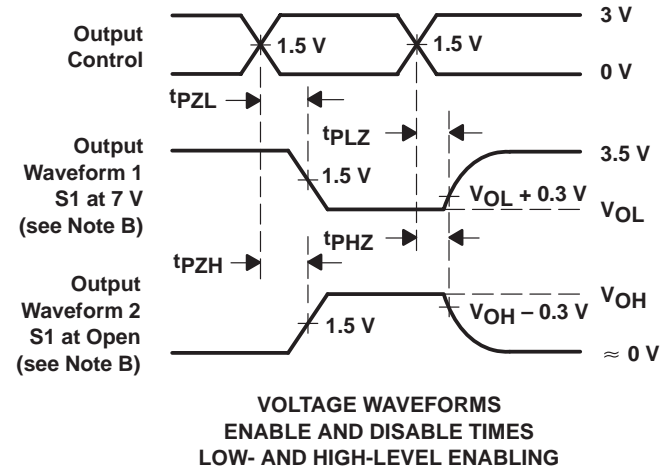 3 V
Output
Control
1.5 V
1.5 V
0 V
tPZL
tPLZ
Output
Waveform 1
S1 at 7 V
(see Note B)
3.5 V
1.5 V
VOL + 0.3 V
VOL
tPZH
tPHZ
Output
Waveform 2
S1 at Open
(see Note B)
VOH
VOH – 0.3 V
1.5 V
≈ 0 V
VOLTAGE WAVEFORMS
ENABLE AND DISABLE TIMES
LOW- AND HIGH-LEVEL ENABLING